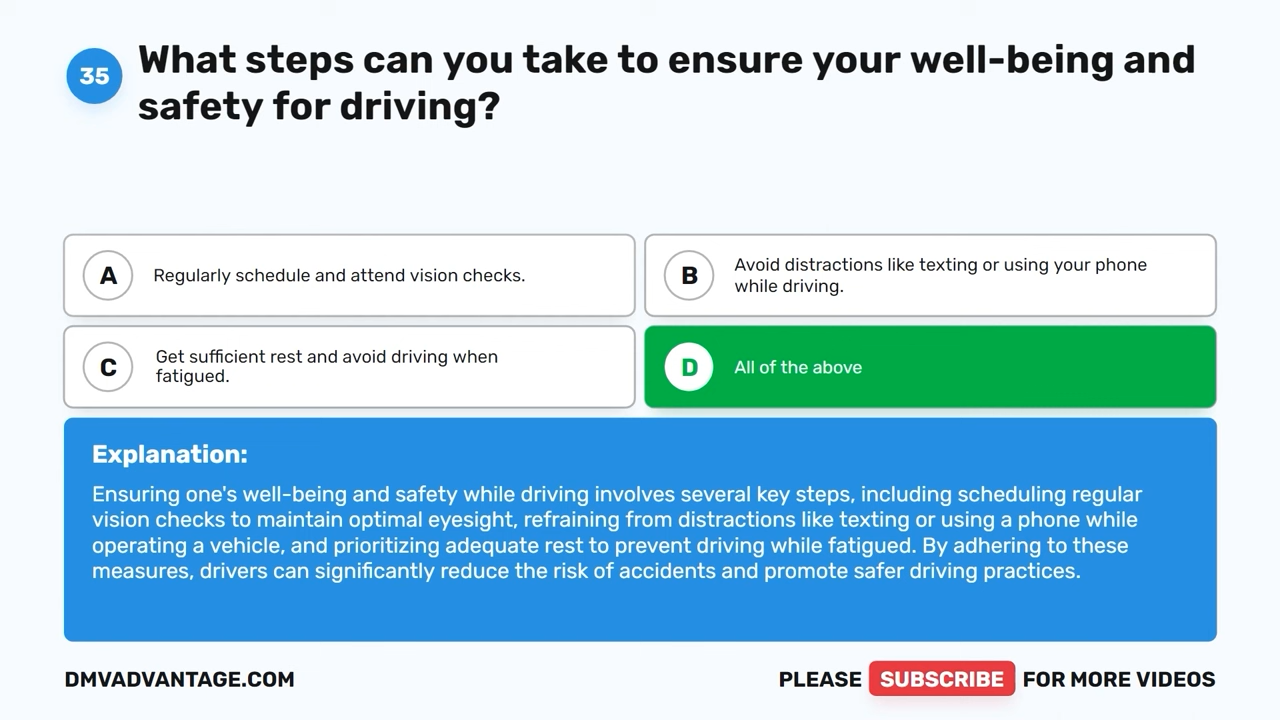 35
What steps can you take to ensure your well-being and
safety for driving?
A
Regularly schedule and attend vision checks.
B
Avoid distractions like texting or using your phone
while driving.
C
Get sufficient rest and avoid driving when
fatigued.
D
All of the above
Explanation:
Ensuring one's well-being and safety while driving involves several key steps, including scheduling regular
vision checks to maintain optimal eyesight, refraining from distractions like texting or using a phone while
operating a vehicle, and prioritizing adequate rest to prevent driving while fatigued. By adhering to these
measures, drivers can significantly reduce the risk of accidents and promote safer driving practices.
DMVADVANTAGE.COM
PLEASE SUBSCRIBE FOR MORE VIDEOS